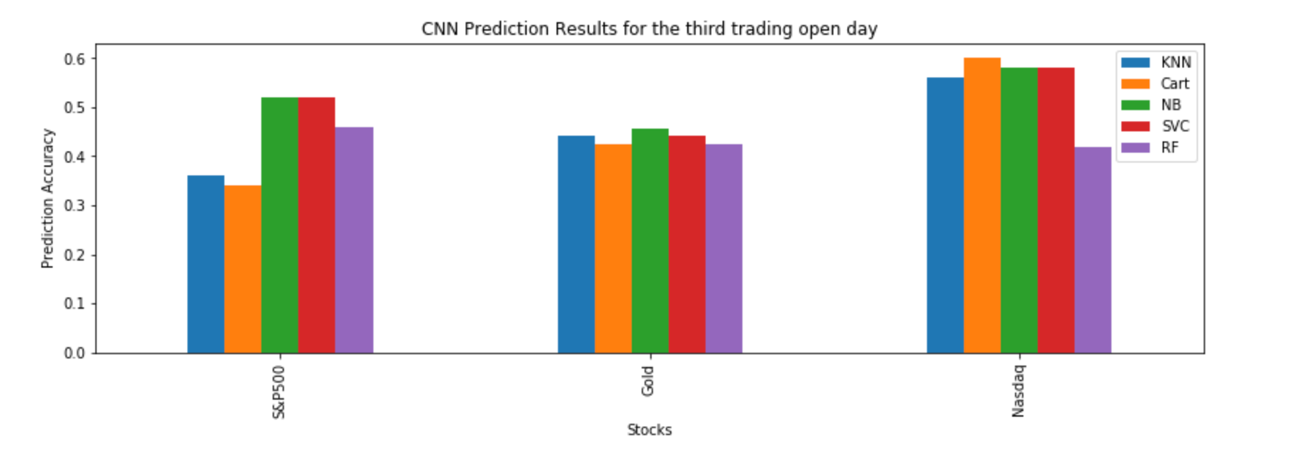 CNN Prediction Results for the third trading open day
Prediction Accuracy
0.6
0.5
0.4
0.3
0.2
0.1
0.0
KNN
Cart
NB
SVC
RF
S&P500
Gold
Nasdaq
Stocks